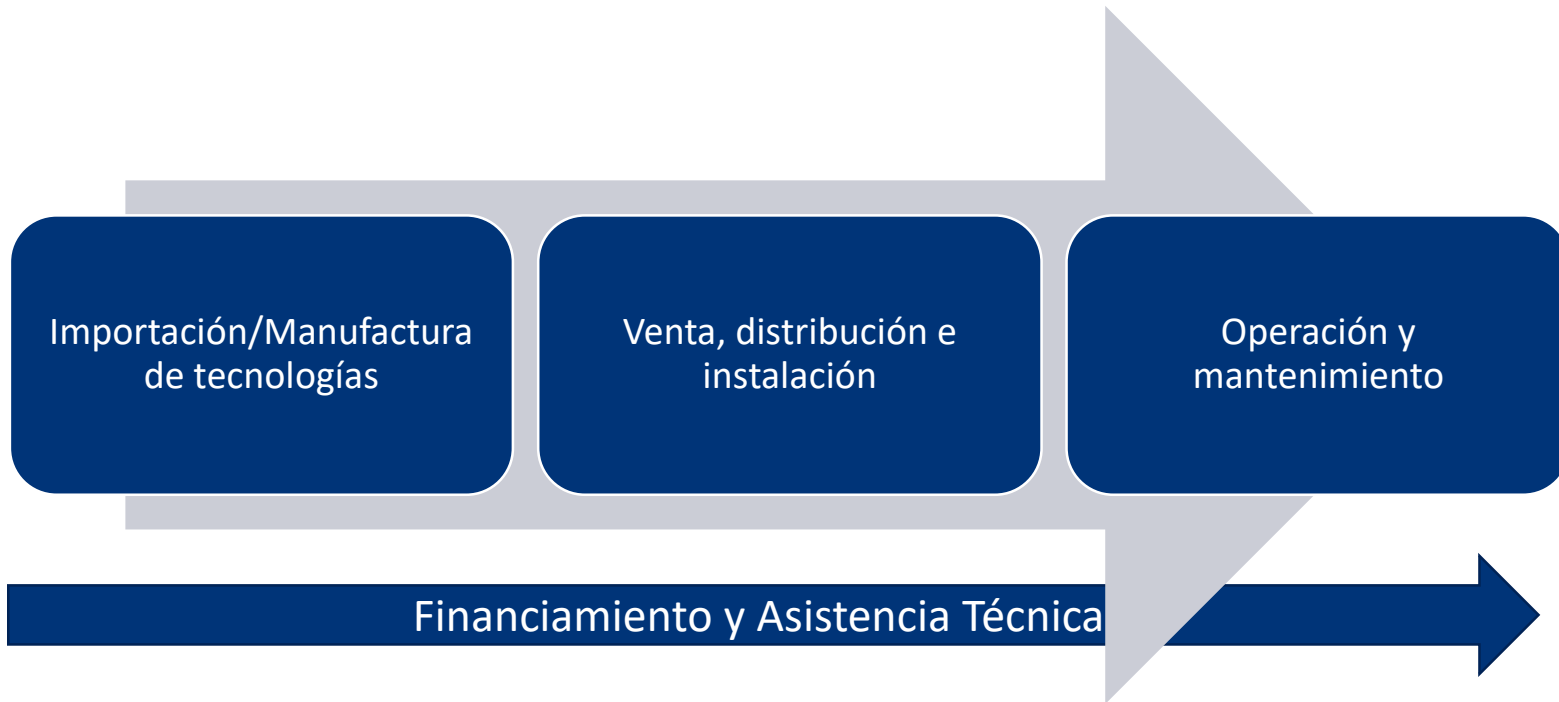 Importación/Manufactura
de tecnologías
Venta, distribución e
instalación
Operación y
mantenimiento
Financiamiento y Asistencia Técnica